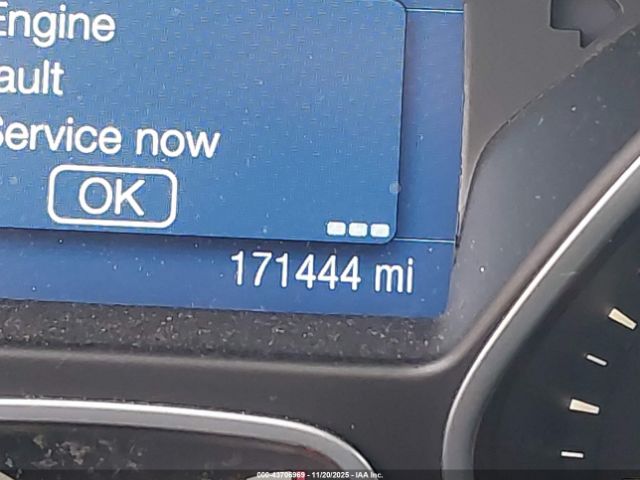 Engine
ault
Service now
OK
171444 mi
000-43706969 - 11/20/2025 - IAA Inc.